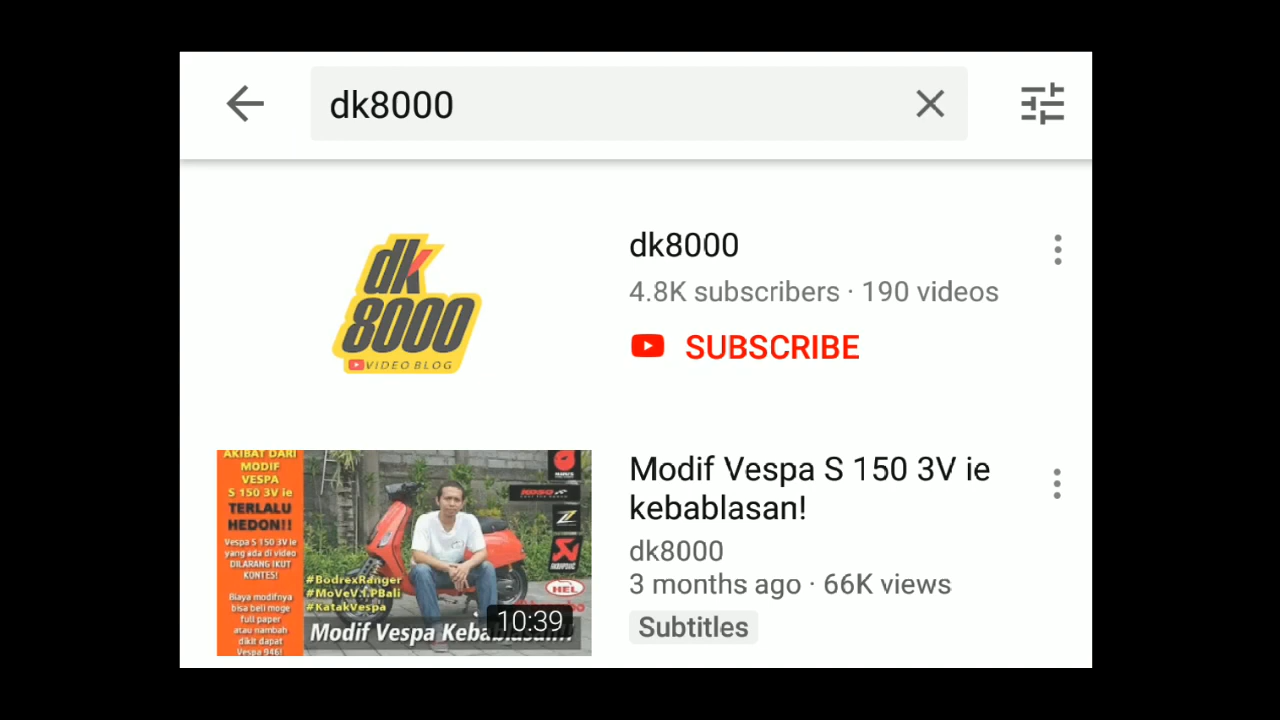 dk8000
dk8000
4.8K subscribers · 190 videos
SUBSCRIBE
dk
8000
VIDEO BLOG
Modif Vespa S 150 3V ie
kebablasan!
dk8000
3 months ago · 66K views
Subtitles
AKIBAT DARI
MODIF
VESPA
S 150 3V ie
TERLALU
HEDON!!
Vespa S 150 3V ie
yang ada di video
DILARANG IKUT
KONTES!
Biaya modifnya
bisa beli moge
full paper
atau nambah
dikit dapat
Vespa 946!
#BodrexRanger
#MoVeV.I.PBali
#KatakVespa
Modif Vespa
10:39
HEL